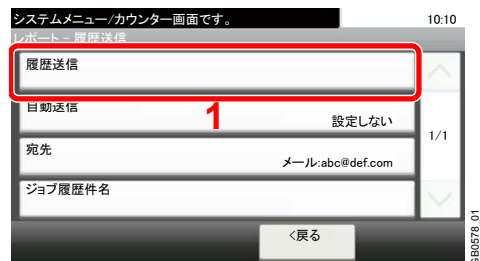 システムメニュー/カウンター画面です。 10:10
レポート - 履歴送信
履歴送信
1
自動送信
設定しない
1/1
宛先
メール:abc@def.com
ジョブ履歴件名
<戻る
GB0578_01